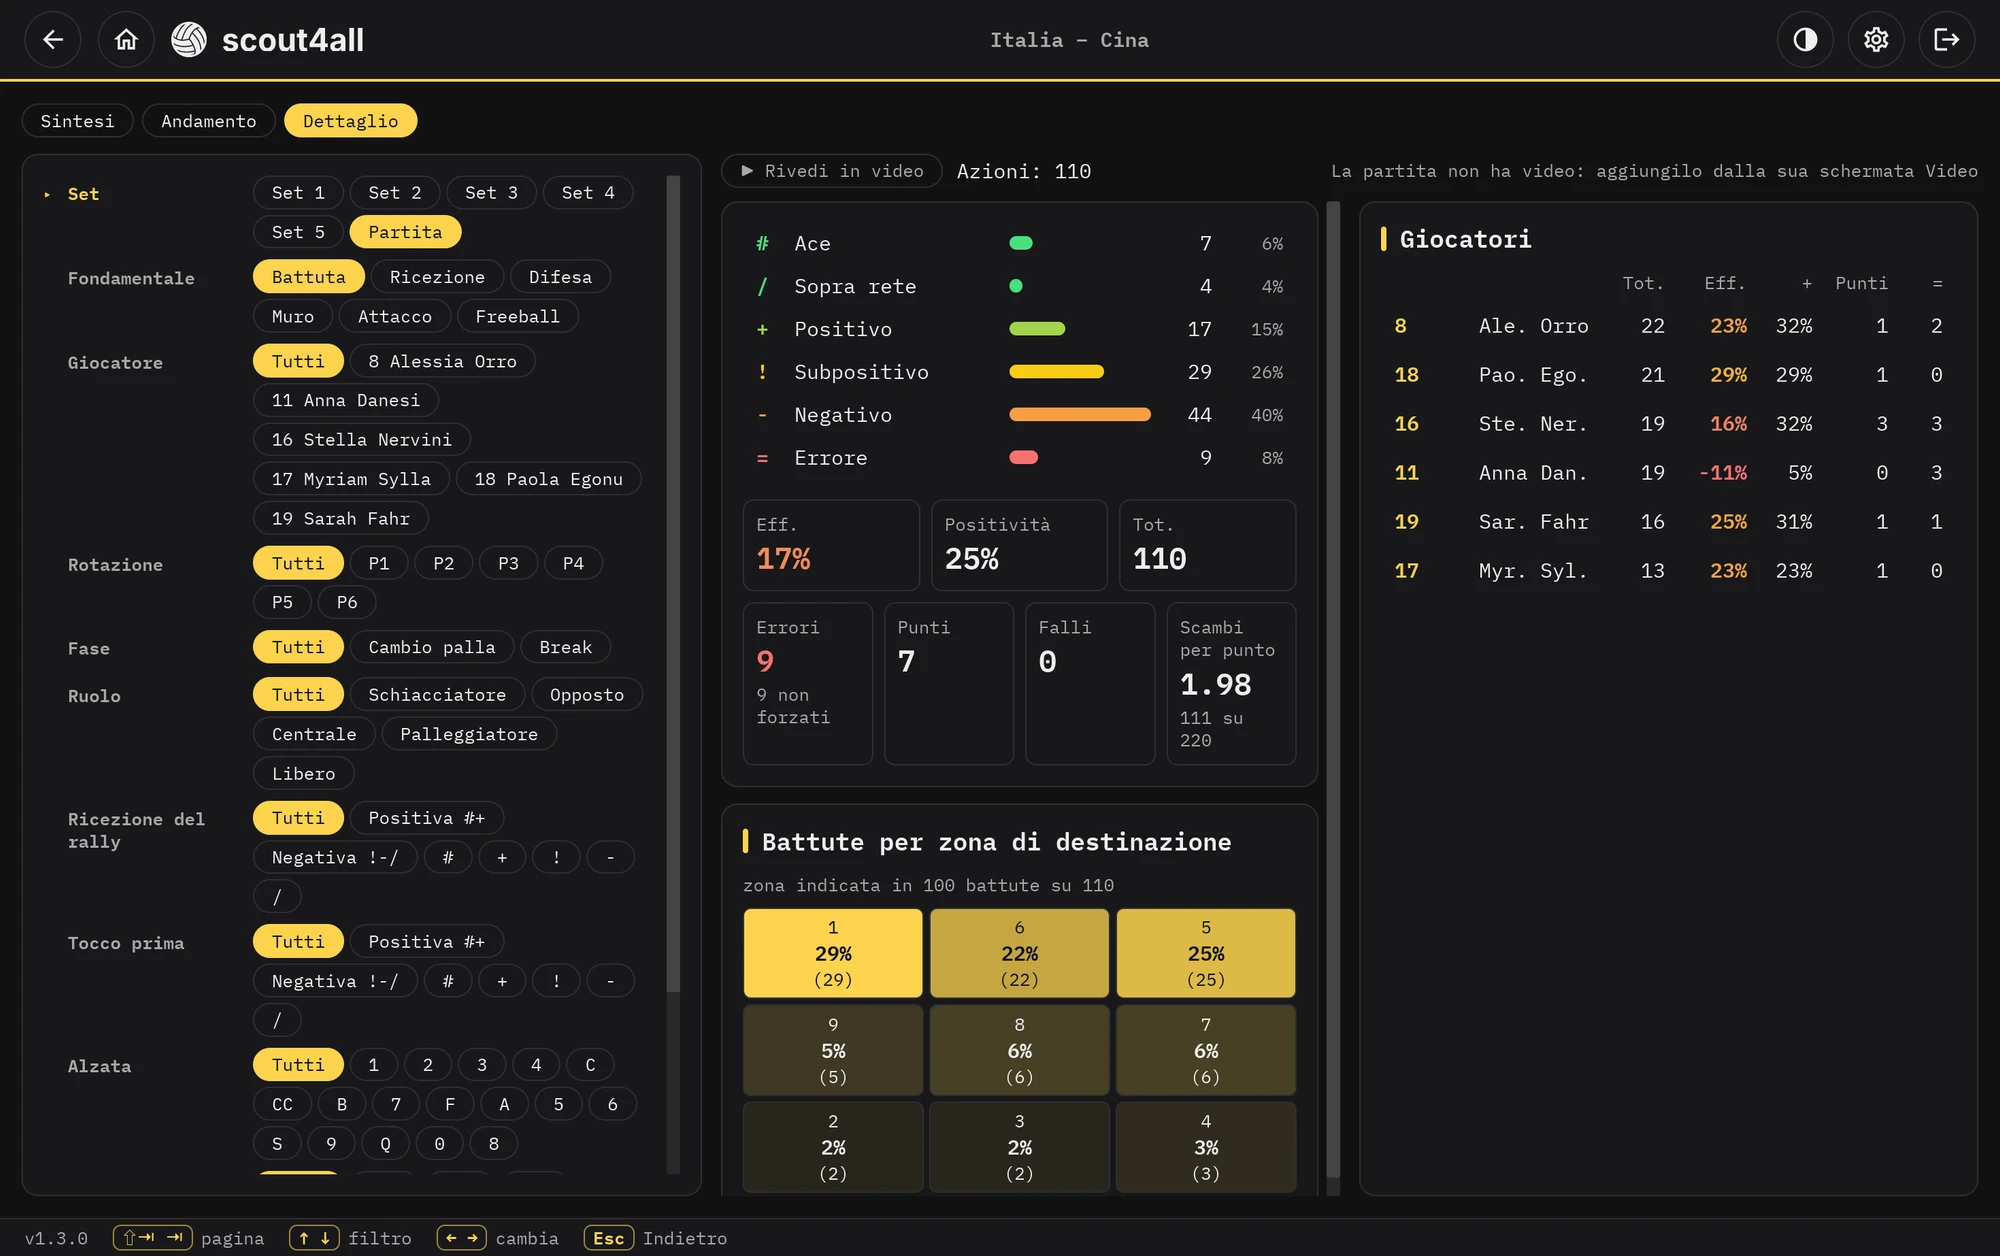 scout4all
Italia – Cina
Sintesi Andamento Dettaglio
▸ Set
Set 1 Set 2 Set 3 Set 4
Set 5 Partita
Fondamentale
Battuta Ricezione Difesa
Muro Attacco Freeball
Giocatore
Tutti 8 Alessia Orro
11 Anna Danesi
16 Stella Nervini
17 Myriam Sylla 18 Paola Egonu
19 Sarah Fahr
Rotazione
Tutti P1 P2 P3 P4
P5 P6
Fase
Tutti Cambio palla Break
Ruolo
Tutti Schiacciatore Opposto
Centrale Palleggiatore
Libero
Ricezione del
rally
Tutti Positiva #+
Negativa !-/ # + ! -
/
Tocco prima
Tutti Positiva #+
Negativa !-/ # + ! -
/
Alzata
Tutti 1 2 3 4 C
CC B 7 F A 5 6
S 9 Q 0 8
▶ Rivedi in video Azioni: 110
La partita non ha video: aggiungilo dalla sua schermata Video
# Ace 7 6%
/ Sopra rete 4 4%
+ Positivo 17 15%
! Subpositivo 29 26%
- Negativo 44 40%
= Errore 9 8%
Eff.
17%
Positività
25%
Tot.
110
Errori
9
9 non
forzati
Punti
7
Falli
0
Scambi
per punto
1.98
111 su
220
Battute per zona di destinazione
zona indicata in 100 battute su 110
1
29%
(29)
6
22%
(22)
5
25%
(25)
9
5%
(5)
8
6%
(6)
7
6%
(6)
2
2%
(2)
3
2%
(2)
4
3%
(3)
Giocatori
Tot. Eff. + Punti =
8 Ale. Orro 22 23% 32% 1 2
18 Pao. Ego. 21 29% 29% 1 0
16 Ste. Ner. 19 16% 32% 3 3
11 Anna Dan. 19 -11% 5% 0 3
19 Sar. Fahr 16 25% 31% 1 1
17 Myr. Syl. 13 23% 23% 1 0
v1.3.0 ⇧⇥ ⇥ pagina ↑ ↓ filtro ← → cambia Esc Indietro